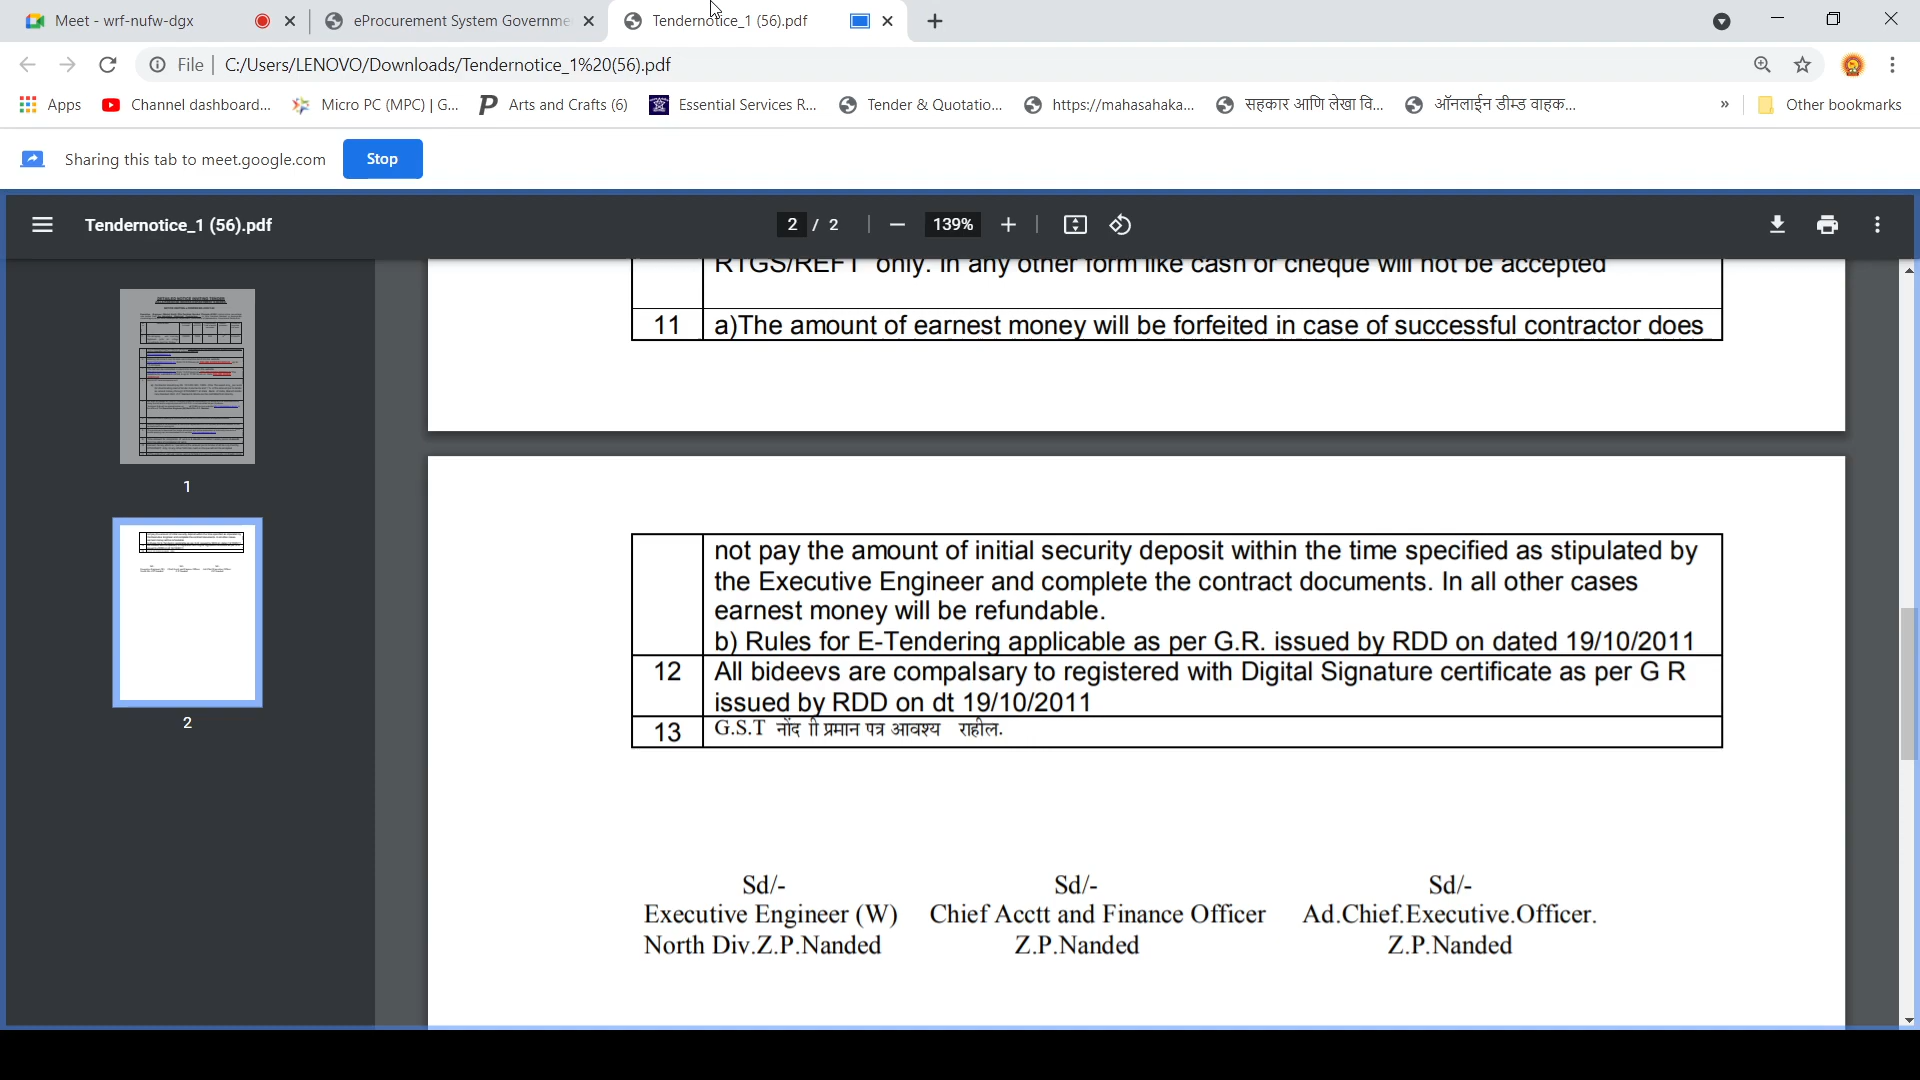 Meet - wrf-nufw-dgx
eProcurement System Governme
Tendernotice_1 (56).pdf
File
C:/Users/LENOVO/Downloads/Tendernotice_1%20(56).pdf
Apps
Channel dashboard...
Micro PC (MPC) | G...
Arts and Crafts (6)
Essential Services R...
Tender & Quotatio...
https://mahasahaka...
सहकार आणि लेखा वि...
ऑनलाईन डीम्ड वाहक...
»
Other bookmarks
Sharing this tab to meet.google.com
Stop
Tendernotice_1 (56).pdf
2 / 2
139%
1
2
RTGS/REFT only. In any other form like cash or cheque will not be accepted
11 a)The amount of earnest money will be forfeited in case of successful contractor does
not pay the amount of initial security deposit within the time specified as stipulated by
the Executive Engineer and complete the contract documents. In all other cases
earnest money will be refundable.
b) Rules for E-Tendering applicable as per G.R. issued by RDD on dated 19/10/2011
12 All bideevs are compalsary to registered with Digital Signature certificate as per G R
issued by RDD on dt 19/10/2011
13 G.S.T नोंद ी प्रमान पत्र आवश्य राहील.
Sd/- Sd/- Sd/-
Executive Engineer (W) Chief Acctt and Finance Officer Ad.Chief.Executive.Officer.
North Div.Z.P.Nanded Z.P.Nanded Z.P.Nanded